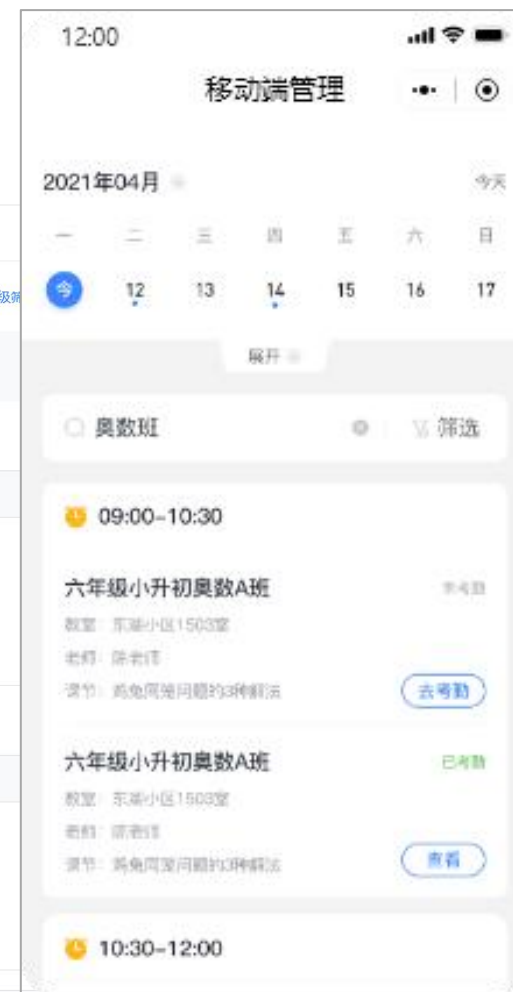 12:00
移动端管理
2021年04月
今天
一 二 三 四 五 六 日
今 12 13 14 15 16 17
级筛
展开
奥数班
筛选
09:00-10:30
六年级小升初奥数A班
未考勤
教室: 东湖小区1503室
老师: 陈老师
课节: 鸡兔同笼问题的3种解法
去考勤
六年级小升初奥数A班
已考勤
教室: 东湖小区1503室
老师: 陈老师
课节: 鸡兔同笼问题的3种解法
查看
10:30-12:00